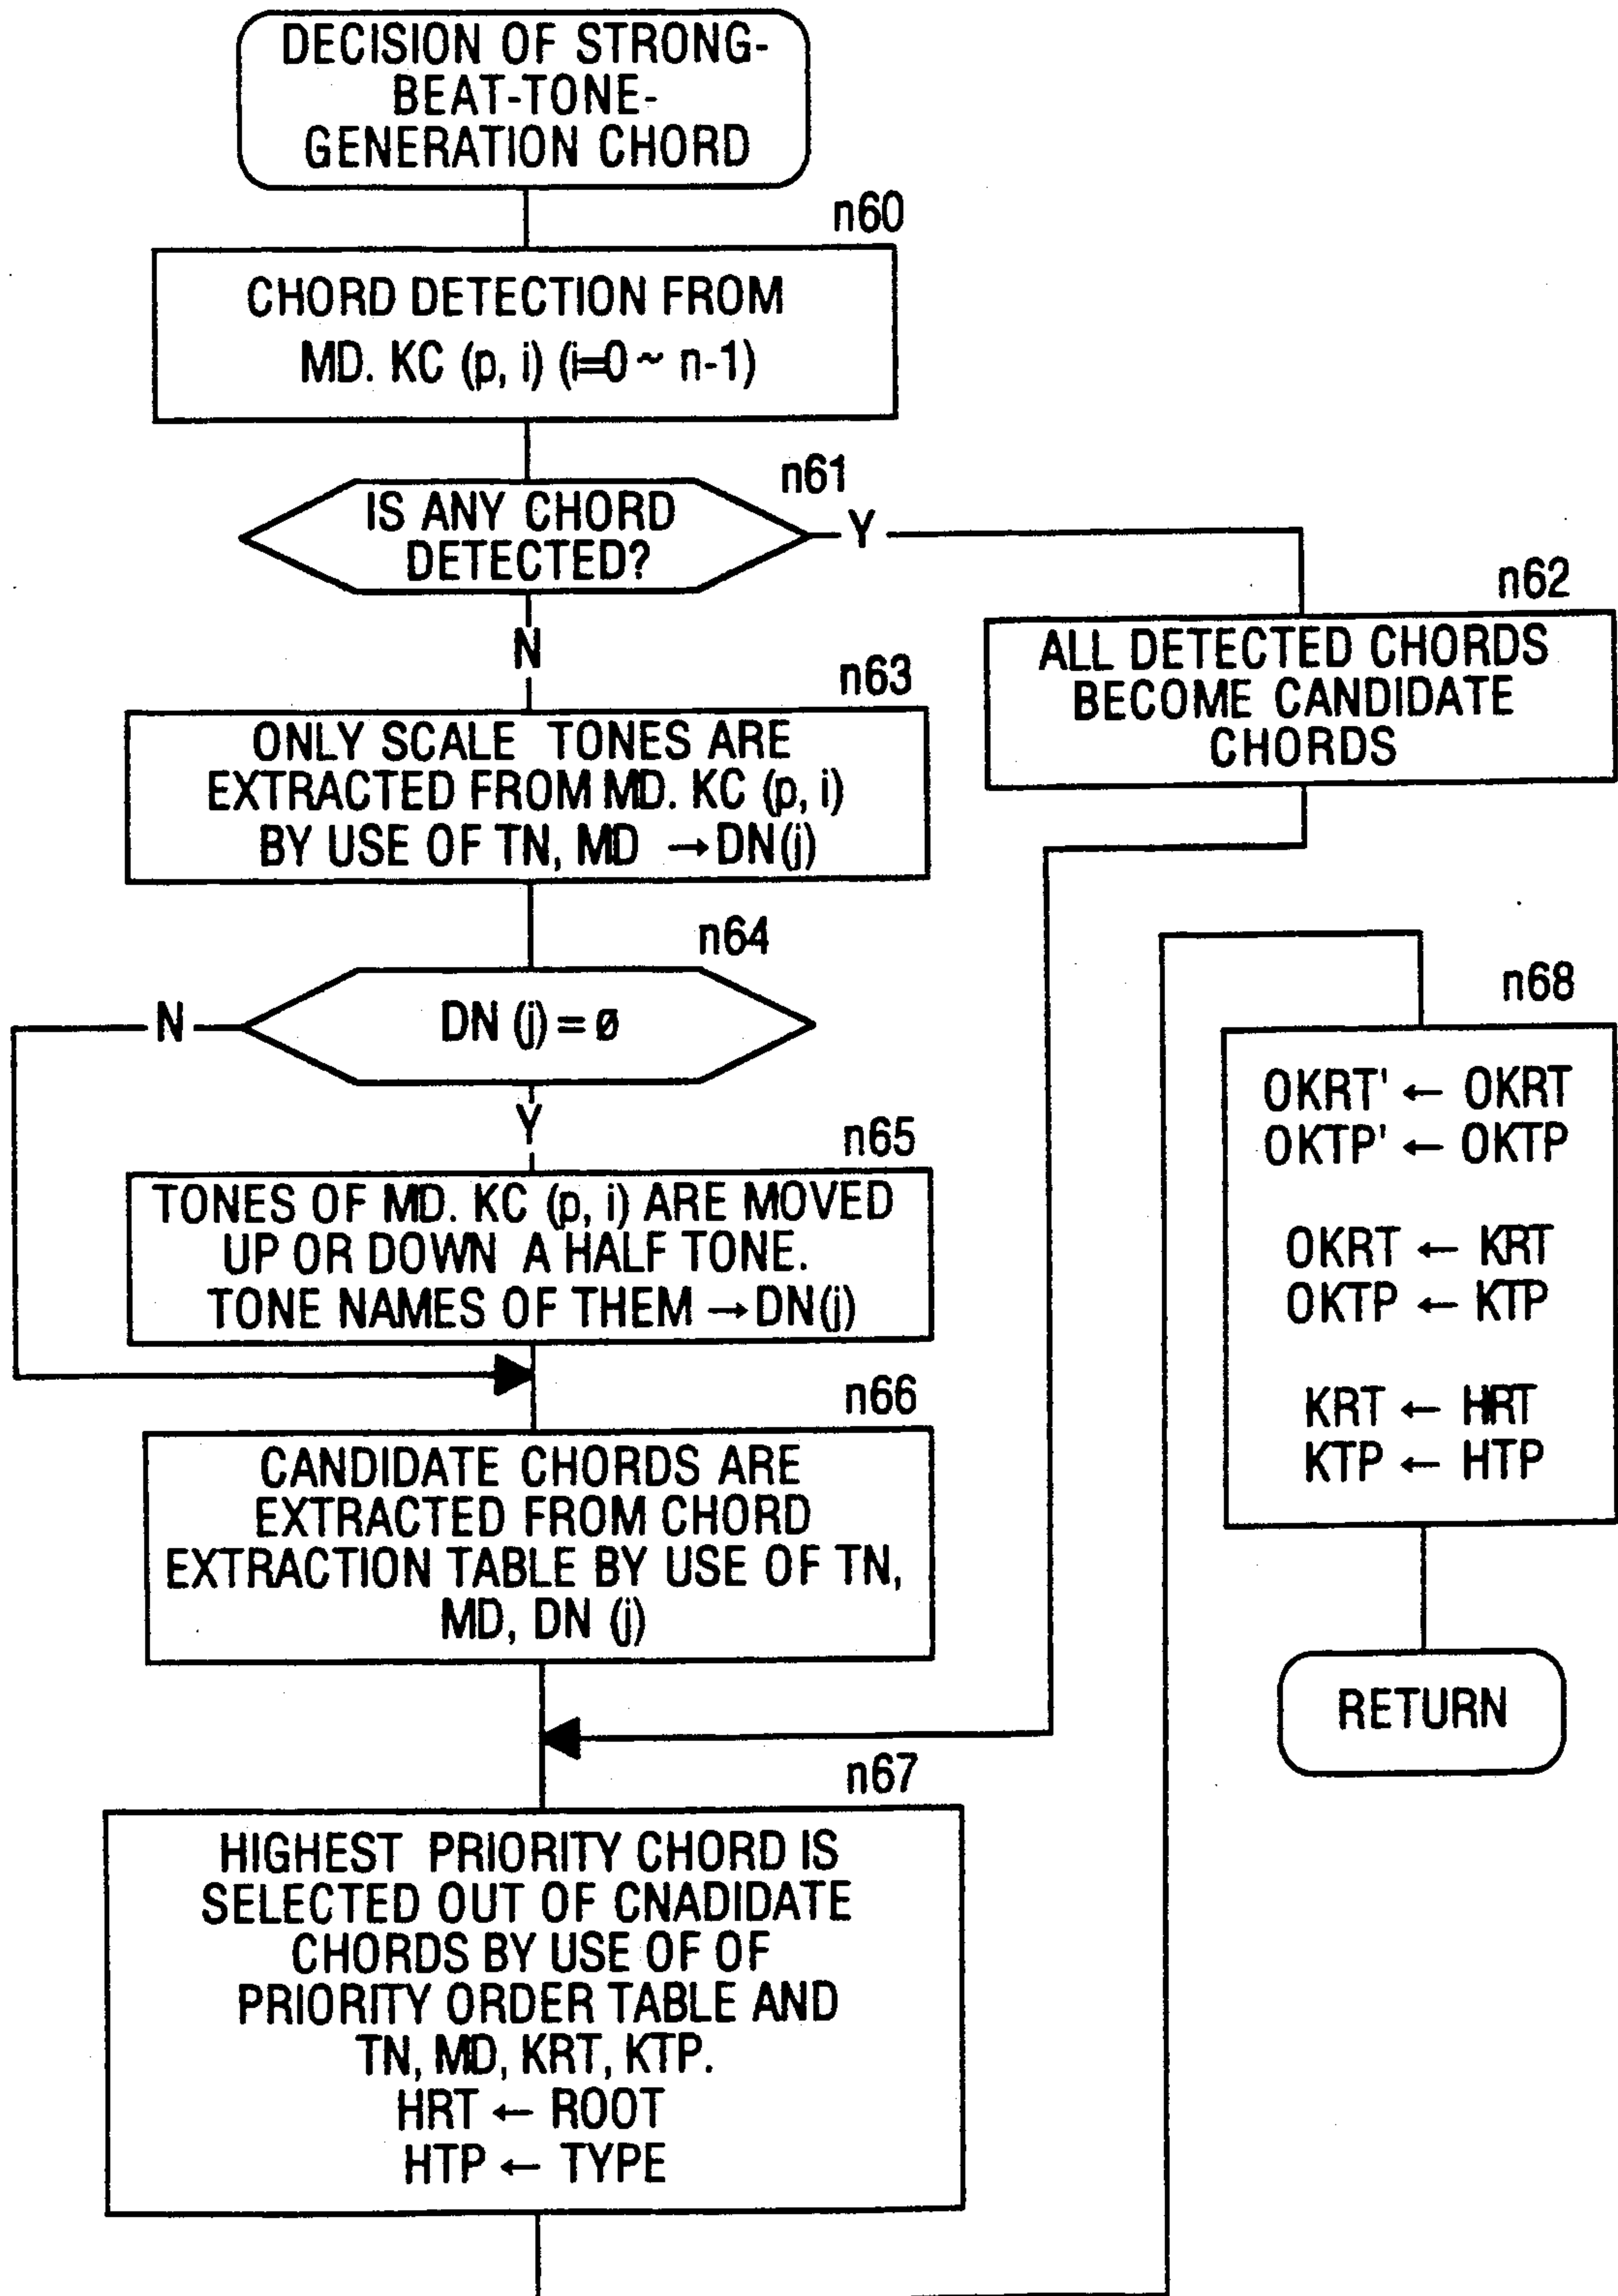 DECISION OF STRONG-
BEAT-TONE-
GENERATION CHORD
n60
CHORD DETECTION FROM
MD. KC (p, i) (i=0 ~ n-1)
n61
IS ANY CHORD
DETECTED?
Y
N
n62
ALL DETECTED CHORDS
BECOME CANDIDATE
CHORDS
n63
ONLY SCALE TONES ARE
EXTRACTED FROM MD. KC (p, i)
BY USE OF TN, MD →DN(j)
n64
DN (j) = ø
N
Y
n65
TONES OF MD. KC (p, i) ARE MOVED
UP OR DOWN A HALF TONE.
TONE NAMES OF THEM →DN(j)
n66
CANDIDATE CHORDS ARE
EXTRACTED FROM CHORD
EXTRACTION TABLE BY USE OF TN,
MD, DN (j)
n67
HIGHEST PRIORITY CHORD IS
SELECTED OUT OF CNADIDATE
CHORDS BY USE OF OF
PRIORITY ORDER TABLE AND
TN, MD, KRT, KTP.
HRT ← ROOT
HTP ← TYPE
n68
OKRT' ← OKRT
OKTP' ← OKTP
OKRT ← KRT
OKTP ← KTP
KRT ← HRT
KTP ← HTP
RETURN